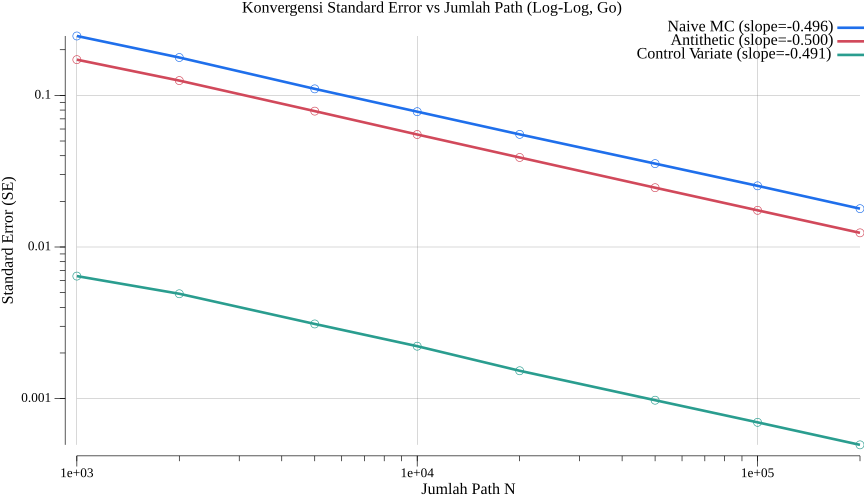 Konvergensi Standard Error vs Jumlah Path (Log-Log, Go)
Naive MC (slope=-0.496)
Antithetic (slope=-0.500)
Control Variate (slope=-0.491)
Standard Error (SE)
0.1
0.01
0.001
1e+03 1e+04 1e+05
Jumlah Path N